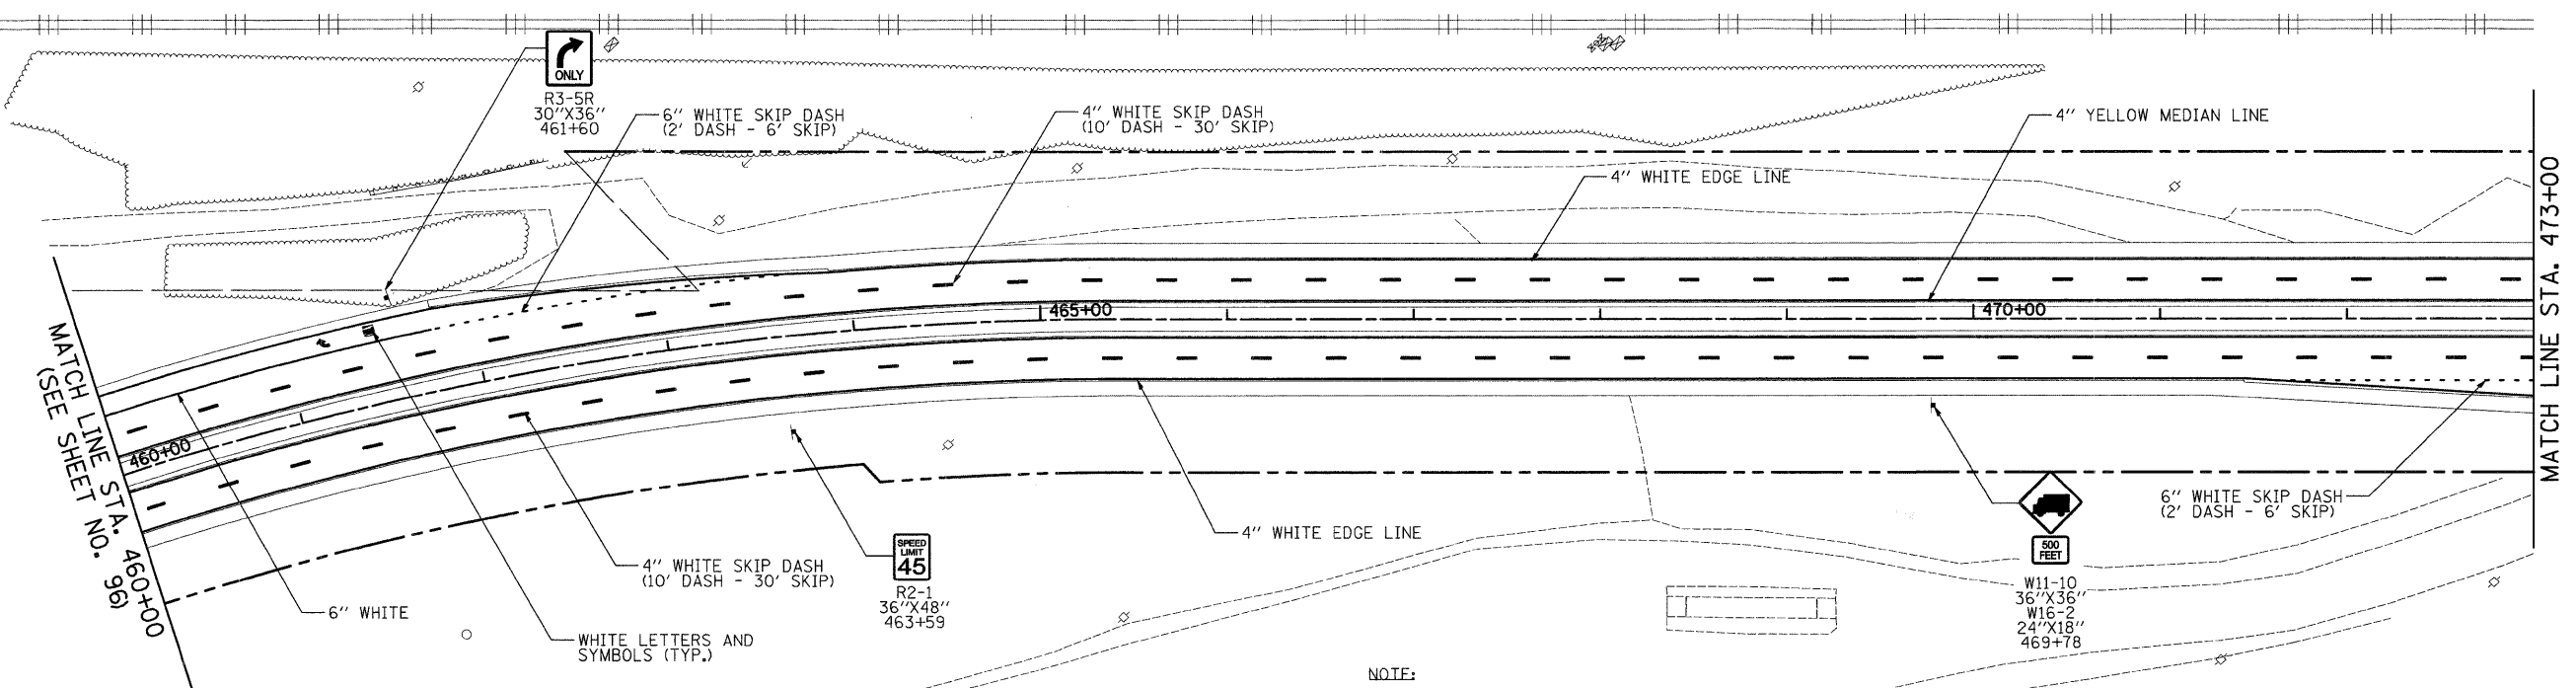 ONLY
R3-5R
30"X36"
461+60
6" WHITE SKIP DASH
(2' DASH - 6' SKIP)
4" WHITE SKIP DASH
(10' DASH - 30' SKIP)
4" YELLOW MEDIAN LINE
4" WHITE EDGE LINE
MATCH LINE STA. 473+00
465+00
470+00
460+00
MATCH LINE STA. 460+00
(SEE SHEET NO. 96)
6" WHITE
WHITE LETTERS AND
SYMBOLS (TYP.)
4" WHITE SKIP DASH
(10' DASH - 30' SKIP)
SPEED
LIMIT
45
R2-1
36"X48"
463+59
4" WHITE EDGE LINE
500
FEET
W11-10
36"X36"
W16-2
24"X18"
469+78
6" WHITE SKIP DASH
(2' DASH - 6' SKIP)
NOTE: